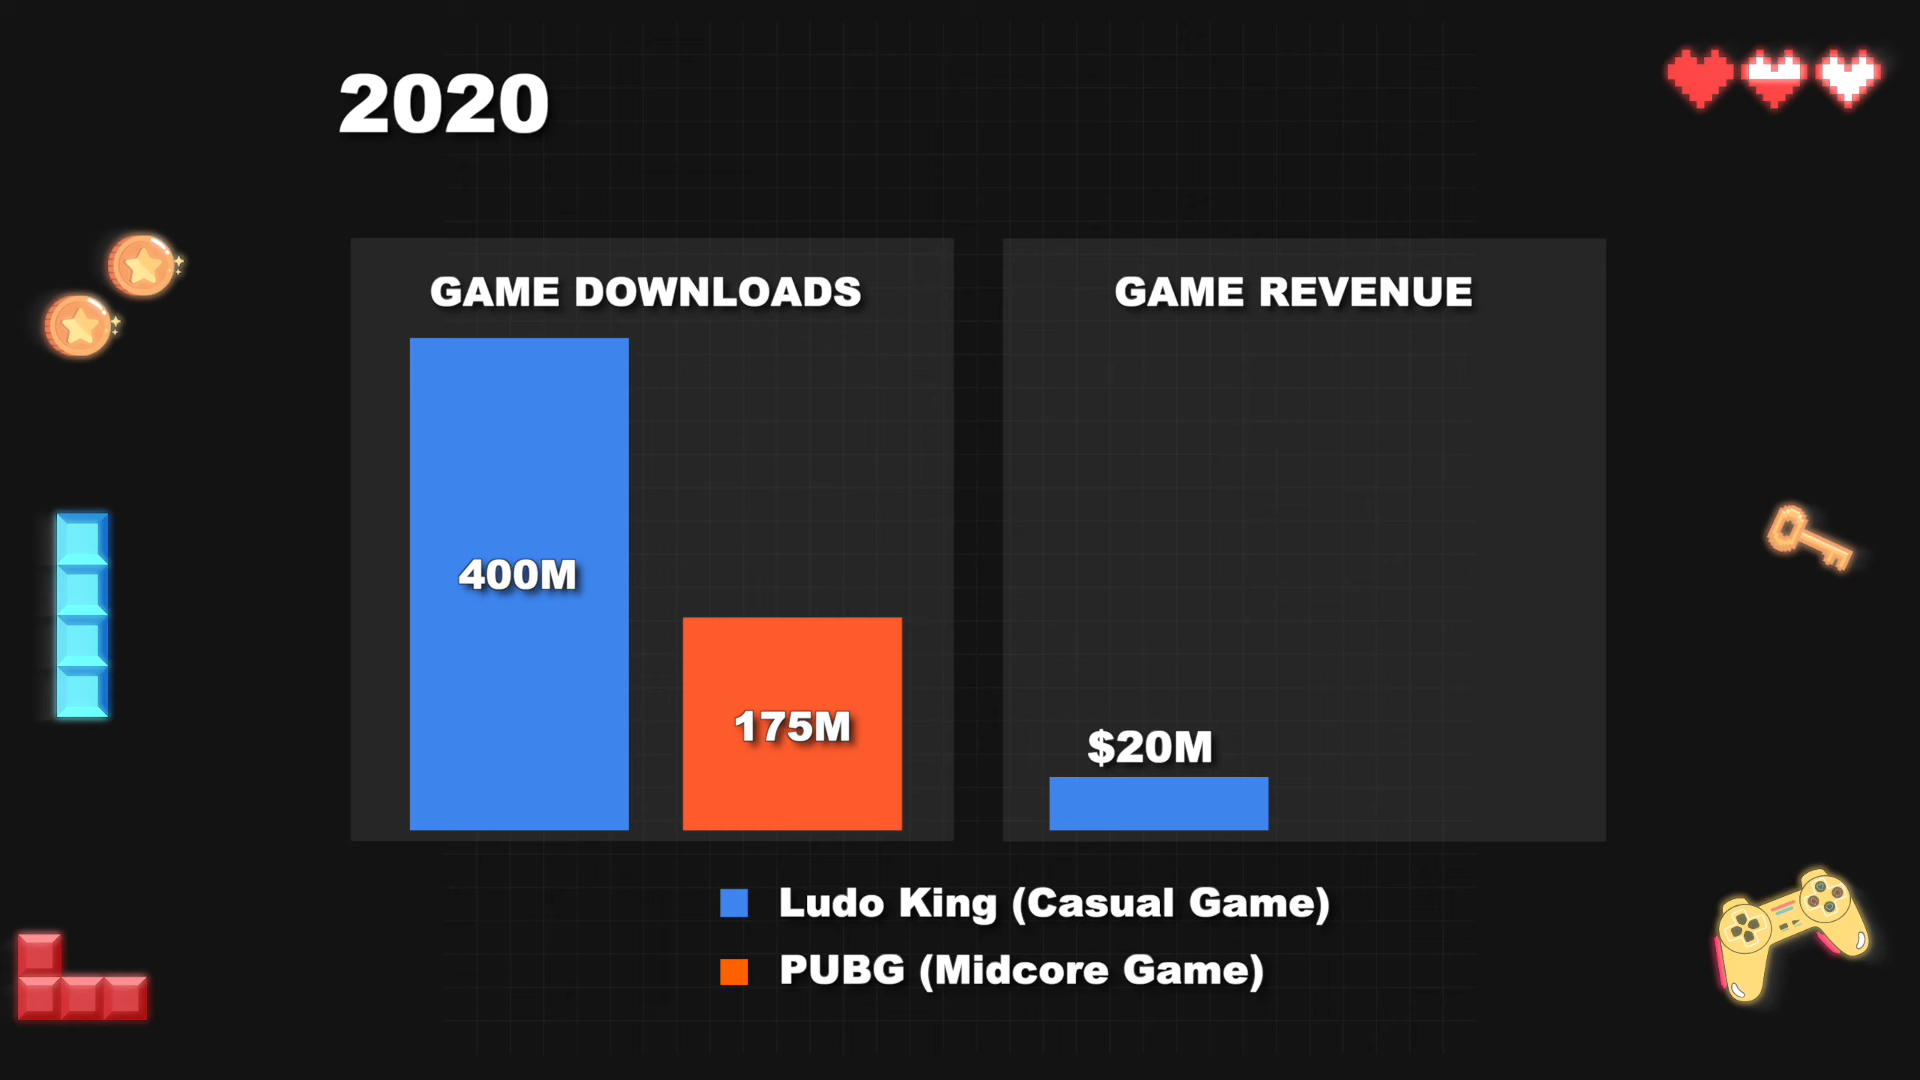 2020
GAME DOWNLOADS
400M
175M
GAME REVENUE
$20M
Ludo King (Casual Game)
PUBG (Midcore Game)